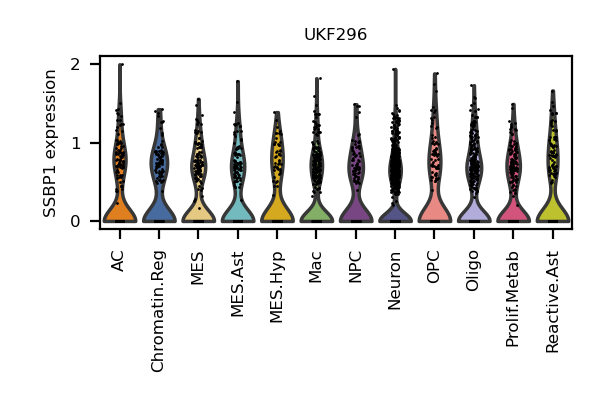 UKF296
SSBP1 expression
2
1
0
AC
Chromatin.Reg
MES
MES.Ast
MES.Hyp
Mac
NPC
Neuron
OPC
Oligo
Prolif.Metab
Reactive.Ast